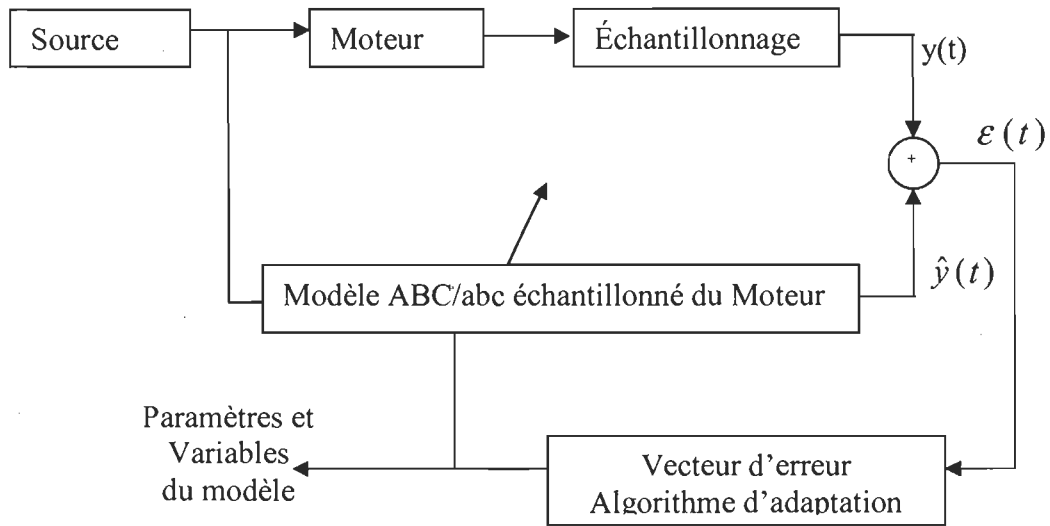 Source
Moteur
Échantillonnage
y(t)
ε(t)
+
Modèle ABC/abc échantillonné du Moteur
ŷ(t)
Paramètres et
Variables
du modèle
Vecteur d'erreur
Algorithme d'adaptation